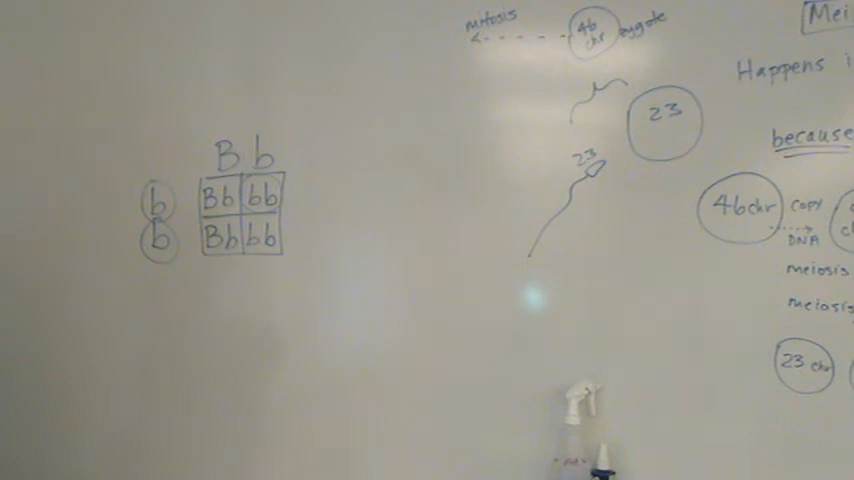 mitosis
46
chr
zygote
Mei
Happens i
23
because
23
B b
b Bb bb
b Bb bb
46chr
copy
DNA
meiosis
meiosis
23 chr